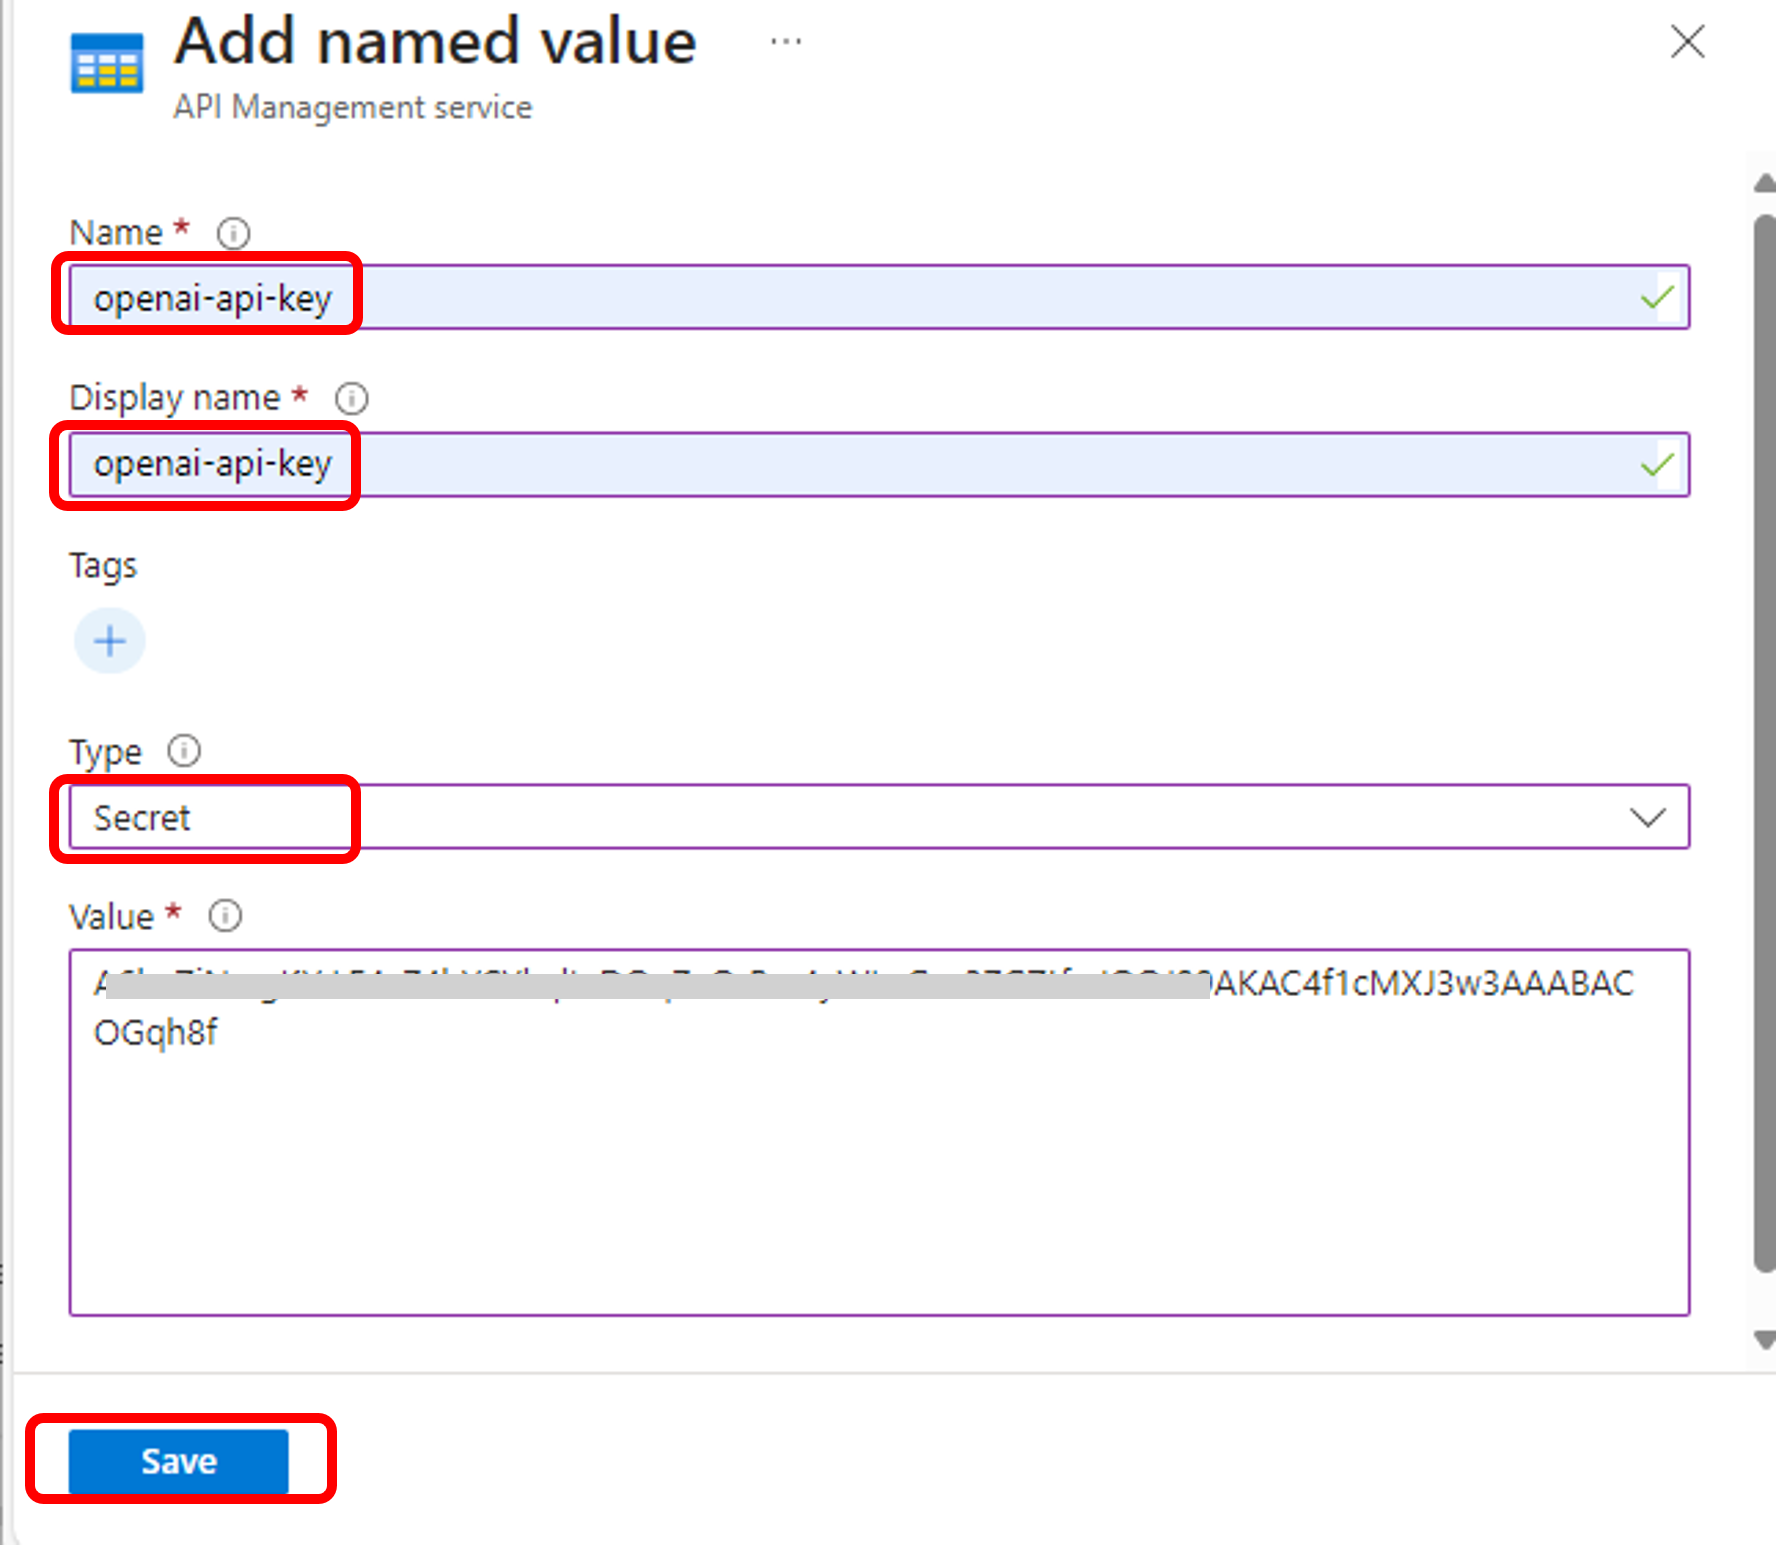 Add named value ...
API Management service
Name *
openai-api-key
Display name *
openai-api-key
Tags
Type
Secret
Value *
AKAC4f1cMXJ3w3AAABAC
OGqh8f
Save